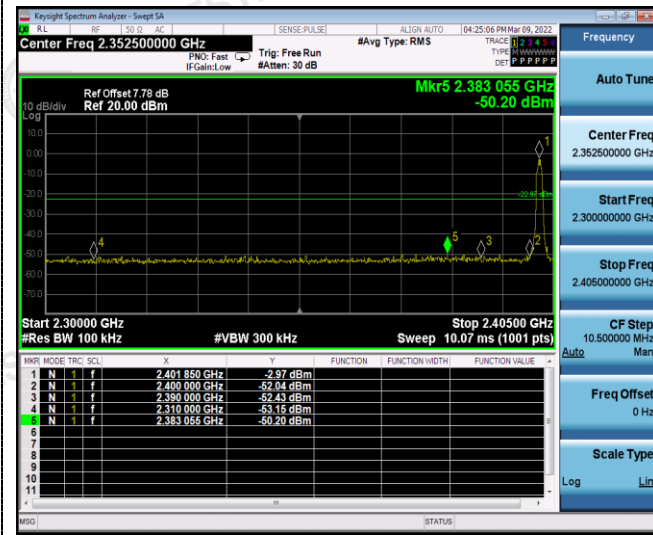 Keysight Spectrum Analyzer - Swept SA
RL RF 50 Ω AC SENSE:PULSE ALIGN AUTO 04:25:06 PM Mar 09, 2022
Center Freq 2.352500000 GHz
PNO: Fast
IFGain:Low
Trig: Free Run
#Atten: 30 dB
#Avg Type: RMS
TRACE 1 2 3 4 5 6
TYPE M WWWWW
DET P P P P P P
Ref Offset 7.78 dB
Ref 20.00 dBm
10 dB/div
Log
Mkr5 2.383 055 GHz
-50.20 dBm
10.0
0.00
-10.0
-20.0
-30.0
-40.0
-50.0
-60.0
-70.0
-22.97 dBm
1
4
5
3
2
Start 2.30000 GHz
Stop 2.40500 GHz
#Res BW 100 kHz
#VBW 300 kHz
Sweep 10.07 ms (1001 pts)
MKR MODE TRC SCL X Y FUNCTION FUNCTION WIDTH FUNCTION VALUE
1 N 1 f 2.401 850 GHz -2.97 dBm
2 N 1 f 2.400 000 GHz -52.04 dBm
3 N 1 f 2.390 000 GHz -52.43 dBm
4 N 1 f 2.310 000 GHz -53.15 dBm
5 N 1 f 2.383 055 GHz -50.20 dBm
6
7
8
9
10
11
MSG
STATUS
Frequency
Auto Tune
Center Freq
2.352500000 GHz
Start Freq
2.300000000 GHz
Stop Freq
2.405000000 GHz
CF Step
10.500000 MHz
Auto Man
Freq Offset
0 Hz
Scale Type
Log Lin